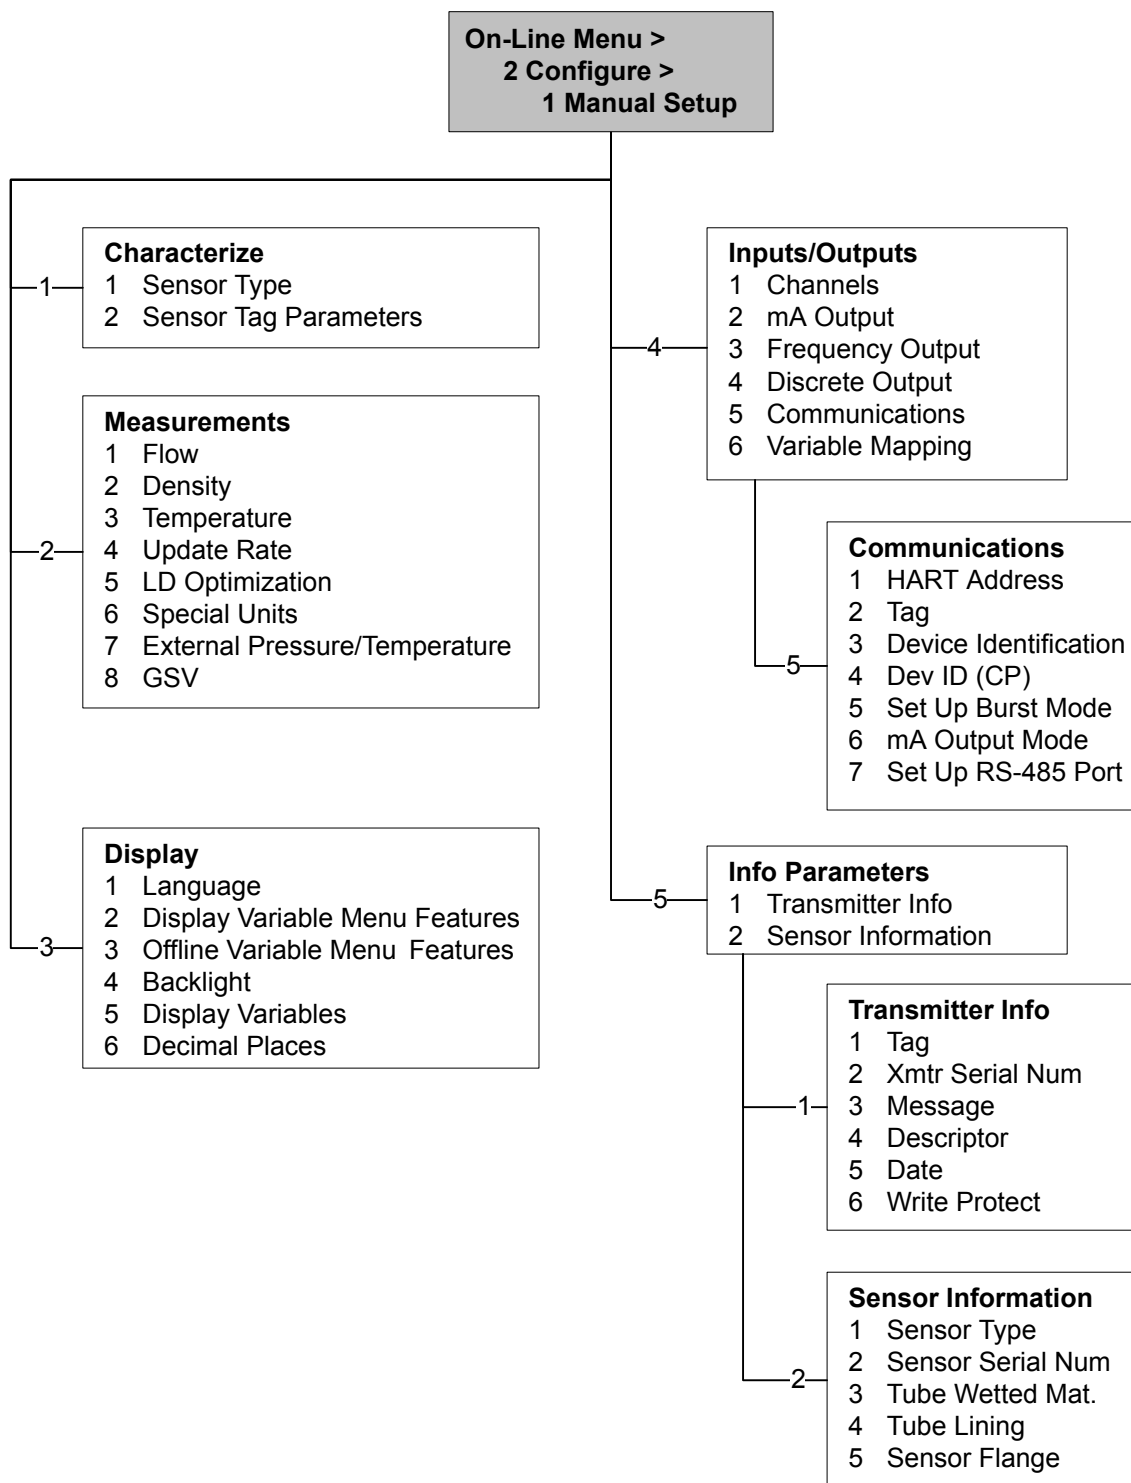 On-Line Menu >
2 Configure >
1 Manual Setup
1
Characterize
1 Sensor Type
2 Sensor Tag Parameters
2
Measurements
1 Flow
2 Density
3 Temperature
4 Update Rate
5 LD Optimization
6 Special Units
7 External Pressure/Temperature
8 GSV
3
Display
1 Language
2 Display Variable Menu Features
3 Offline Variable Menu Features
4 Backlight
5 Display Variables
6 Decimal Places
4
Inputs/Outputs
1 Channels
2 mA Output
3 Frequency Output
4 Discrete Output
5 Communications
6 Variable Mapping
5
Communications
1 HART Address
2 Tag
3 Device Identification
4 Dev ID (CP)
5 Set Up Burst Mode
6 mA Output Mode
7 Set Up RS-485 Port
5
Info Parameters
1 Transmitter Info
2 Sensor Information
1
Transmitter Info
1 Tag
2 Xmtr Serial Num
3 Message
4 Descriptor
5 Date
6 Write Protect
2
Sensor Information
1 Sensor Type
2 Sensor Serial Num
3 Tube Wetted Mat.
4 Tube Lining
5 Sensor Flange